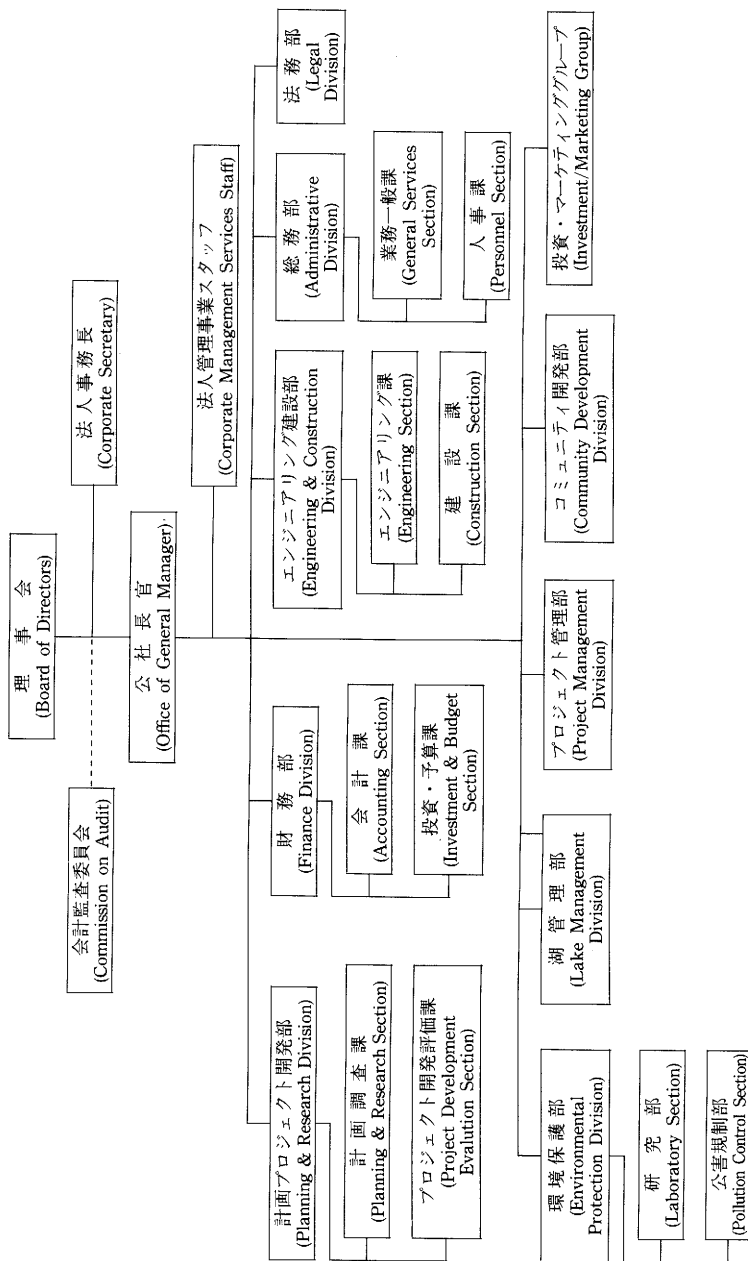 理事会
(Board of Directors)
会計監査委員会
(Commission on Audit)
法人事務長
(Corporate Secretary)
公社長官
(Office of General Manager)
法人管理事業スタッフ
(Corporate Management Services Staff)
計画プロジェクト開発部
(Planning & Research Division)
計画調査課
(Planning & Research Section)
プロジェクト開発評価課
(Project Development
Evalution Section)
財務部
(Finance Division)
会計課
(Accounting Section)
投資・予算課
(Investment & Budget
Section)
エンジニアリング建設部
(Engineering & Construction
Division)
エンジニアリング課
(Engineering Section)
建設課
(Construction Section)
総務部
(Administrative
Division)
業務一般課
(General Services
Section)
人事課
(Personnel Section)
法務部
(Legal
Division)
環境保護部
(Environmental
Protection Division)
研究部
(Laboratory Section)
公害規制部
(Pollution Control Section)
湖管理部
(Lake Management
Division)
プロジェクト管理部
(Project Management
Division)
コミュニティ開発部
(Community Development
Division)
投資・マーケティンググループ
(Investment/Marketing Group)